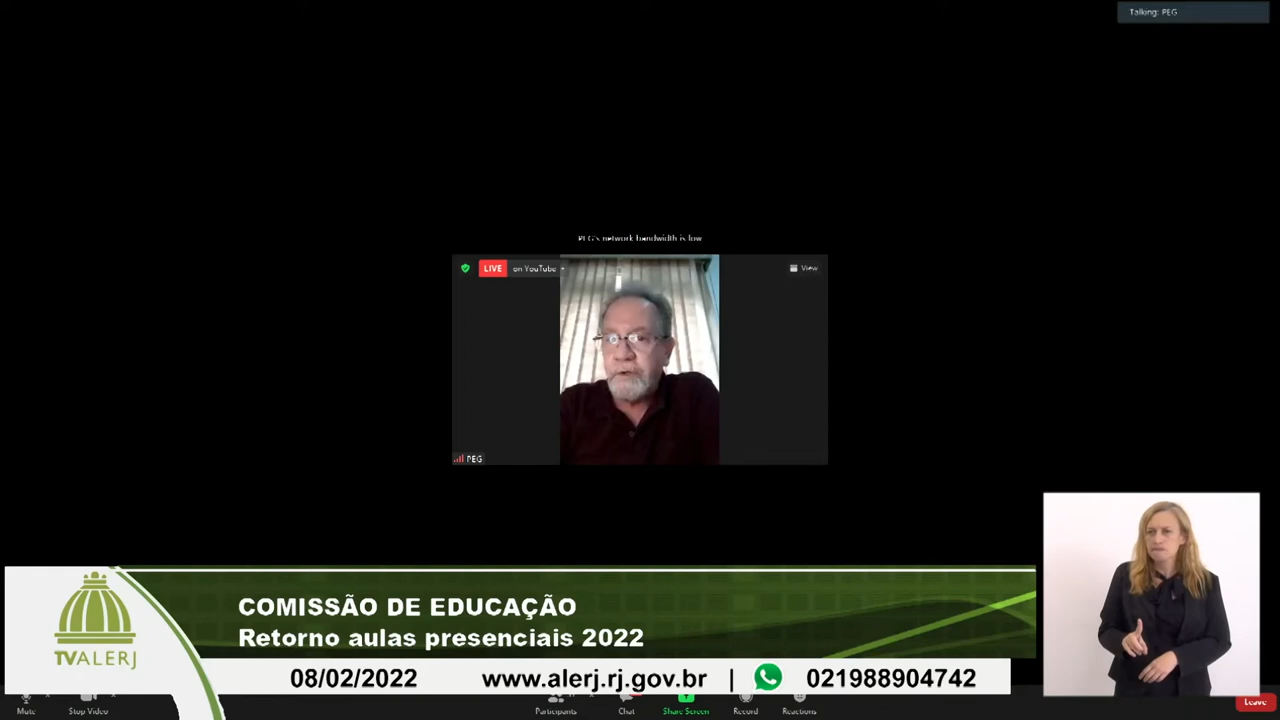 Talking: PEG
PEG's network bandwidth is low
LIVE on YouTube
View
PEG
COMISSÃO DE EDUCAÇÃO
Retorno aulas presenciais 2022
TVALERJ
08/02/2022 www.alerj.rj.gov.br | 021988904742
Mute Stop Video Participants Chat Share Screen Record Reactions Leave